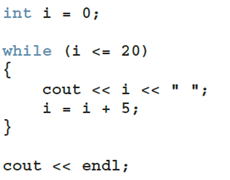 int i = 0;
while (i <= 20)
{
cout << i << " ";
i = i + 5;
}
cout << endl;